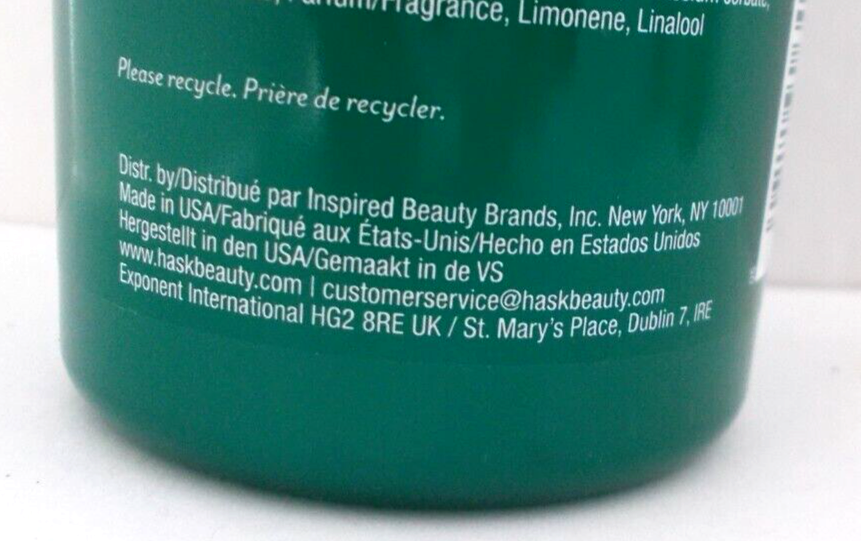 Parfum/Fragrance, Limonene, Linalool
Please recycle. Prière de recycler.
Distr. by/Distribué par Inspired Beauty Brands, Inc. New York, NY 10001
Made in USA/Fabriqué aux États-Unis/Hecho en Estados Unidos
Hergestellt in den USA/Gemaakt in de VS
www.haskbeauty.com | customerservice@haskbeauty.com
Exponent International HG2 8RE UK / St. Mary's Place, Dublin 7, IRE